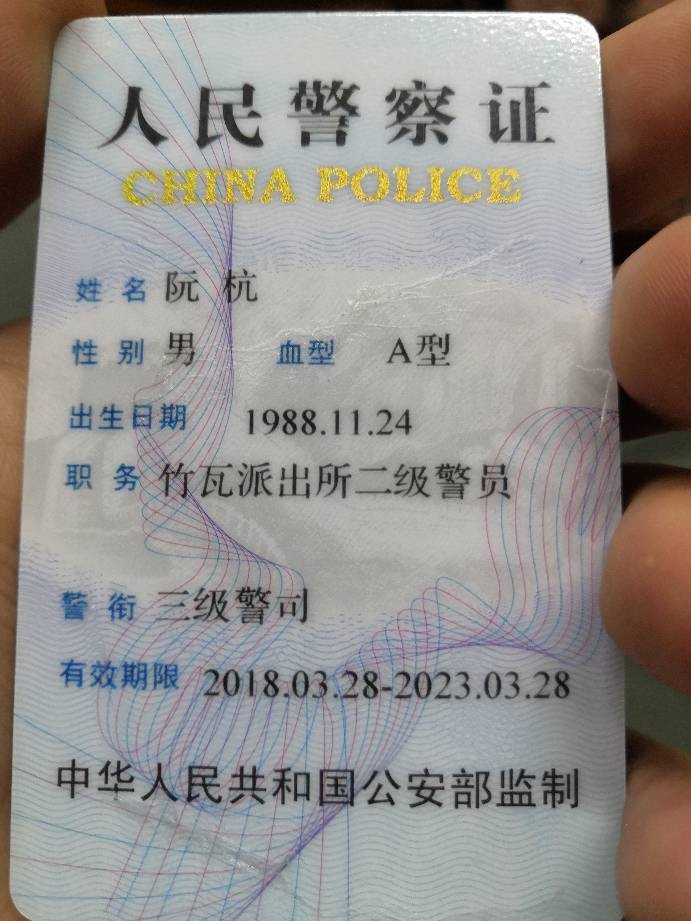 人民警察证
CHINA POLICE
姓名 阮杭
性别 男 血型 A型
出生日期 1988.11.24
职务 竹瓦派出所二级警员
警衔 三级警司
有效期限 2018.03.28-2023.03.28
中华人民共和国公安部监制